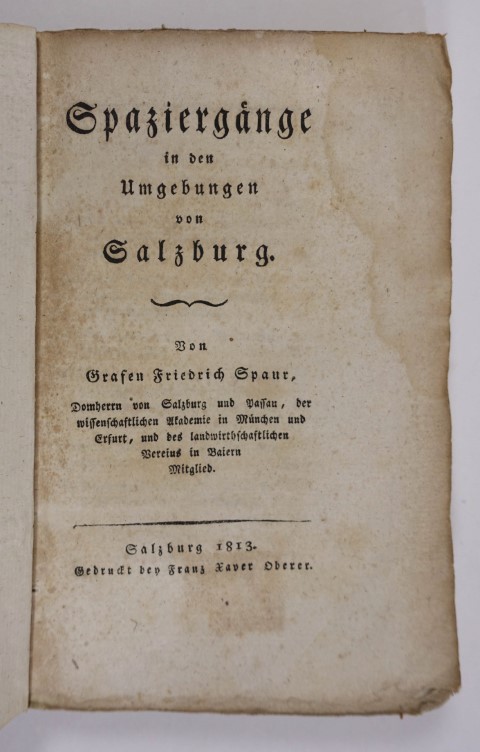 Spaziergänge
in den
Umgebungen
von
Salzburg.
Von
Grafen Friedrich Spaur,
Domherrn von Salzburg und Passau, der
wissenschaftlichen Akademie in München und
Erfurt, und des landwirthschaftlichen
Vereins in Baiern
Mitglied.
Salzburg 1813.
Gedruckt bey Franz Xaver Oberer.